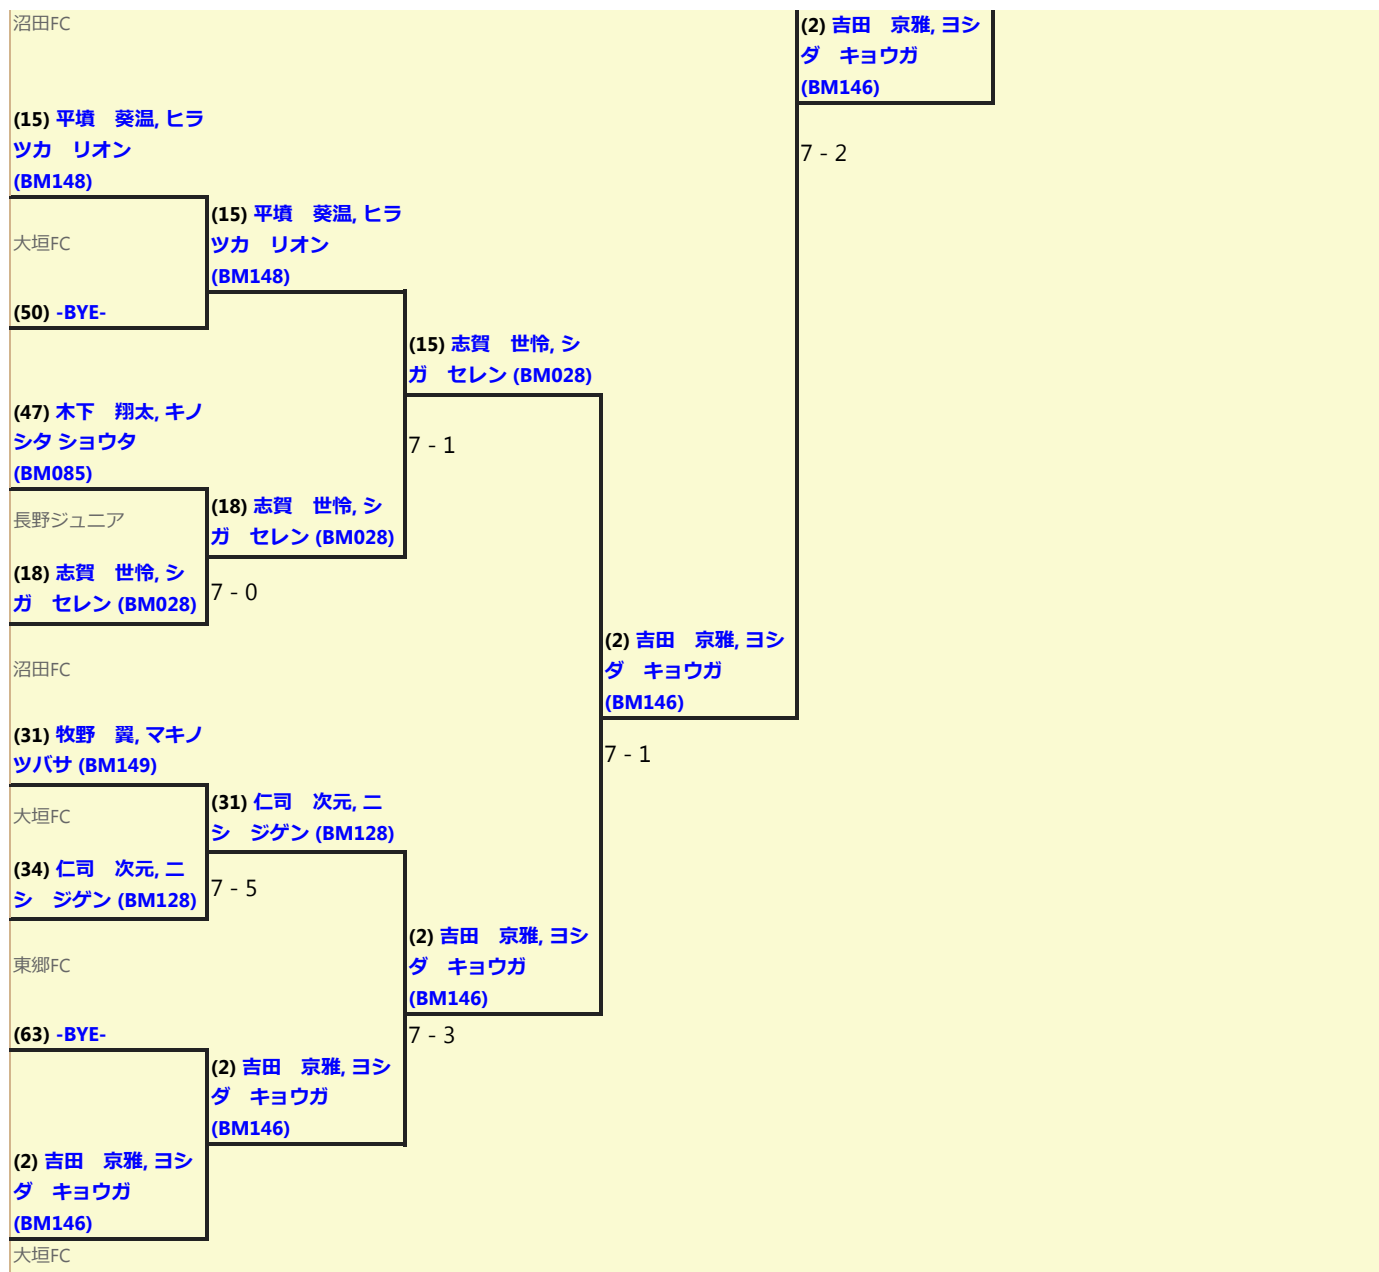 沼田FC
(15) 平墳　葵温, ヒラ
ツカ　リオン
(BM148)
大垣FC
(50) -BYE-
(47) 木下　翔太, キノ
シタ ショウタ
(BM085)
長野ジュニア
(18) 志賀　世怜, シ
ガ　セレン (BM028)
沼田FC
(31) 牧野　翼, マキノ
ツバサ (BM149)
大垣FC
(34) 仁司　次元, ニ
シ　ジゲン (BM128)
東郷FC
(63) -BYE-
(2) 吉田　京雅, ヨシ
ダ　キョウガ
(BM146)
大垣FC
(15) 平墳　葵温, ヒラ
ツカ　リオン
(BM148)
(18) 志賀　世怜, シ
ガ　セレン (BM028)
7 - 0
(31) 仁司　次元, ニ
シ　ジゲン (BM128)
7 - 5
(2) 吉田　京雅, ヨシ
ダ　キョウガ
(BM146)
(15) 志賀　世怜, シ
ガ　セレン (BM028)
7 - 1
(2) 吉田　京雅, ヨシ
ダ　キョウガ
(BM146)
7 - 3
(2) 吉田　京雅, ヨシ
ダ　キョウガ
(BM146)
7 - 1
(2) 吉田　京雅, ヨシ
ダ　キョウガ
(BM146)
7 - 2